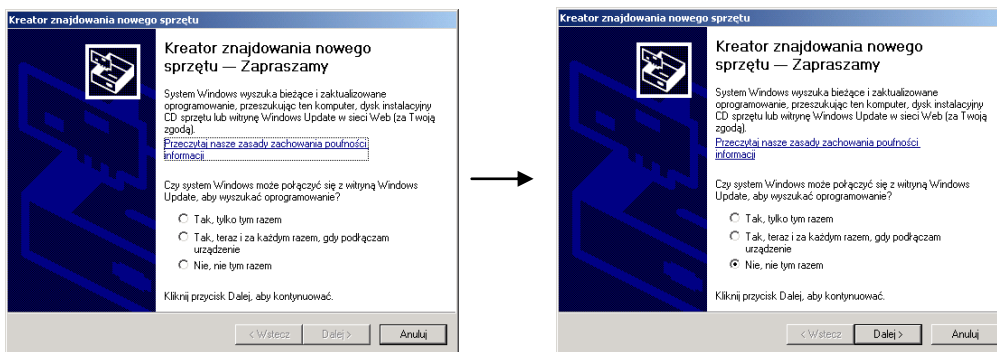 Kreator znajdowania nowego sprzętu
Kreator znajdowania nowego
sprzętu — Zapraszamy
System Windows wyszuka bieżące i zaktualizowane
oprogramowanie, przeszukując ten komputer, dysk instalacyjny
CD sprzętu lub witrynę Windows Update w sieci Web (za Twoją
zgodą).
Przeczytaj nasze zasady zachowania poufności
informacji
Czy system Windows może połączyć się z witryną Windows
Update, aby wyszukać oprogramowanie?
Tak, tylko tym razem
Tak, teraz i za każdym razem, gdy podłączam
urządzenie
Nie, nie tym razem
Kliknij przycisk Dalej, aby kontynuować.
< Wstecz Dalej > Anuluj
Kreator znajdowania nowego sprzętu
Kreator znajdowania nowego
sprzętu — Zapraszamy
System Windows wyszuka bieżące i zaktualizowane
oprogramowanie, przeszukując ten komputer, dysk instalacyjny
CD sprzętu lub witrynę Windows Update w sieci Web (za Twoją
zgodą).
Przeczytaj nasze zasady zachowania poufności
informacji
Czy system Windows może połączyć się z witryną Windows
Update, aby wyszukać oprogramowanie?
Tak, tylko tym razem
Tak, teraz i za każdym razem, gdy podłączam
urządzenie
Nie, nie tym razem
Kliknij przycisk Dalej, aby kontynuować.
< Wstecz Dalej > Anuluj